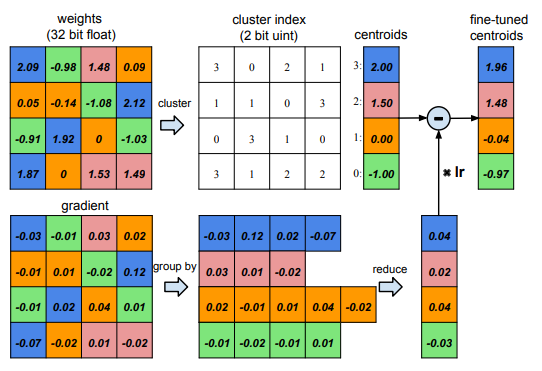 weights
(32 bit float)
cluster index
(2 bit uint)
centroids
fine-tuned
centroids
2.09 -0.98 1.48 0.09
3 0 2 1
3: 2.00
1.96
0.05 -0.14 -1.08 2.12
cluster
1 1 0 3
2: 1.50
-
1.48
-0.91 1.92 0 -1.03
0 3 1 0
1: 0.00
-0.04
1.87 0 1.53 1.49
3 1 2 2
0: -1.00
-0.97
× lr
gradient
-0.03 -0.01 0.03 0.02
-0.03 0.12 0.02 -0.07
0.04
-0.01 0.01 -0.02 0.12
group by
0.03 0.01 -0.02
reduce
0.02
-0.01 0.02 0.04 0.01
0.02 -0.01 0.01 0.04 -0.02
0.04
-0.07 -0.02 0.01 -0.02
-0.01 -0.02 -0.01 0.01
-0.03